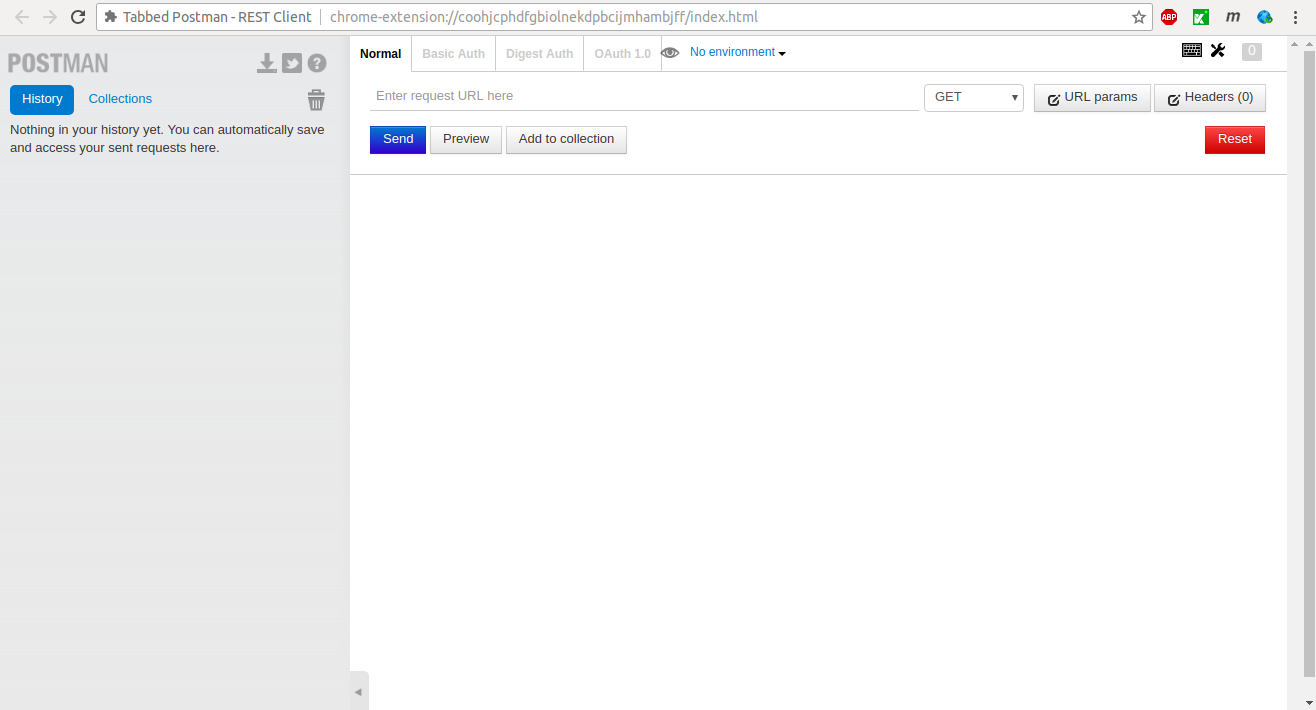 Tabbed Postman - REST Client chrome-extension://coohjcphdfgbiolnekdpbcijmhambjff/index.html
ABP
m
POSTMAN
?
Normal Basic Auth Digest Auth OAuth 1.0 No environment
0
History Collections
Enter request URL here GET URL params Headers (0)
Nothing in your history yet. You can automatically save
and access your sent requests here.
Send Preview Add to collection Reset